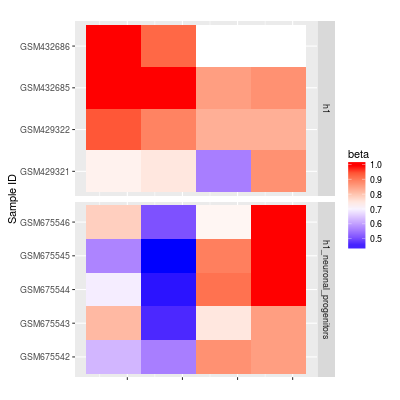 Sample ID
GSM432686
GSM432685
GSM429322
GSM429321
h1
GSM675546
GSM675545
GSM675544
GSM675543
GSM675542
h1_neuronal_progenitors
beta
1.0
0.9
0.8
0.7
0.6
0.5